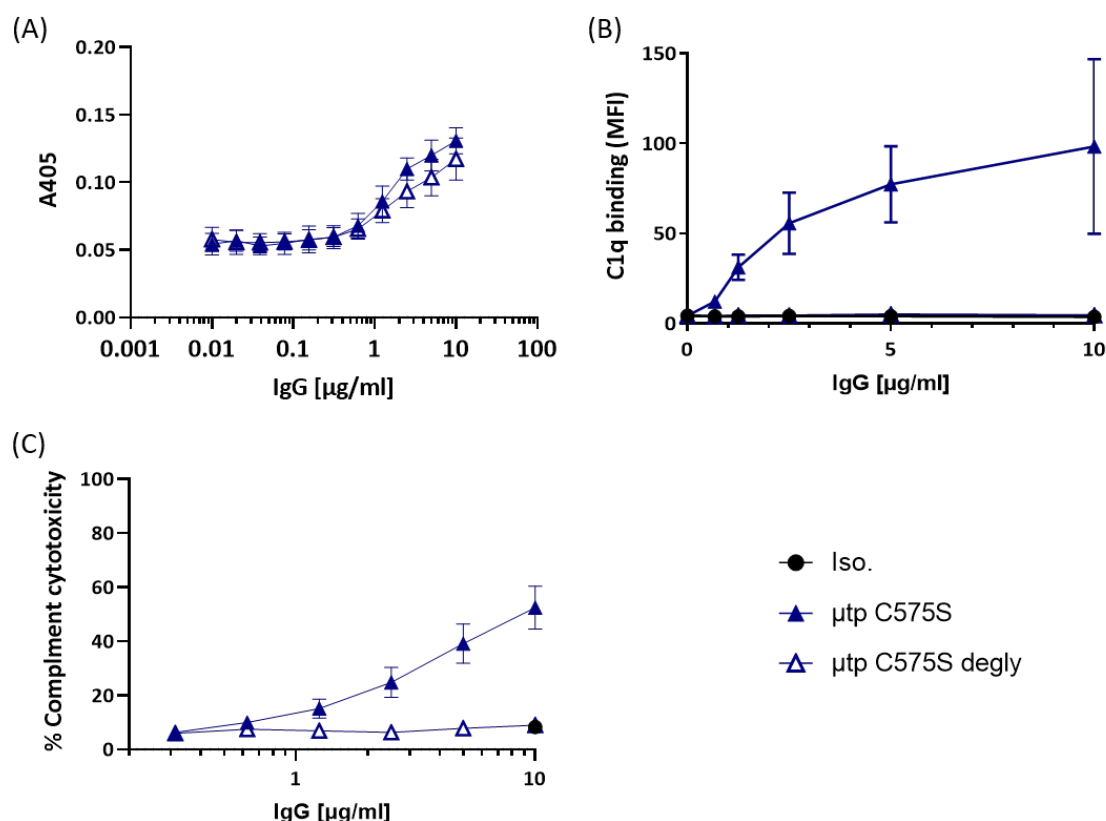 (A)
0.20
0.15
0.10
0.05
0.00
A405
0.001 0.01 0.1 1 10 100
IgG [µg/ml]
(B)
150
100
50
0
C1q binding (MFI)
0 5 10
IgG [µg/ml]
(C)
100
80
60
40
20
0
% Complment cytotoxicity
1 10
IgG [µg/ml]
Iso.
µtp C575S
µtp C575S degly